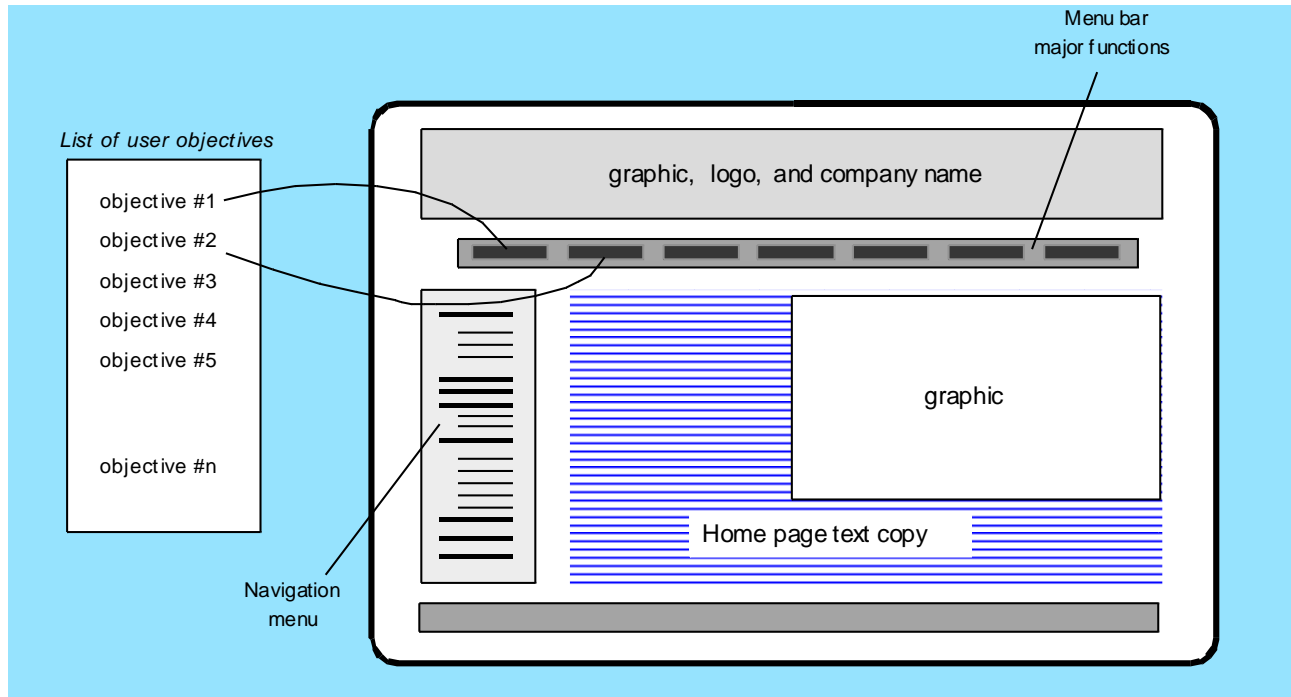 Menu bar
major functions
List of user objectives
graphic, logo, and company name
objective #1
objective #2
objective #3
objective #4
objective #5
graphic
objective #n
Home page text copy
Navigation
menu